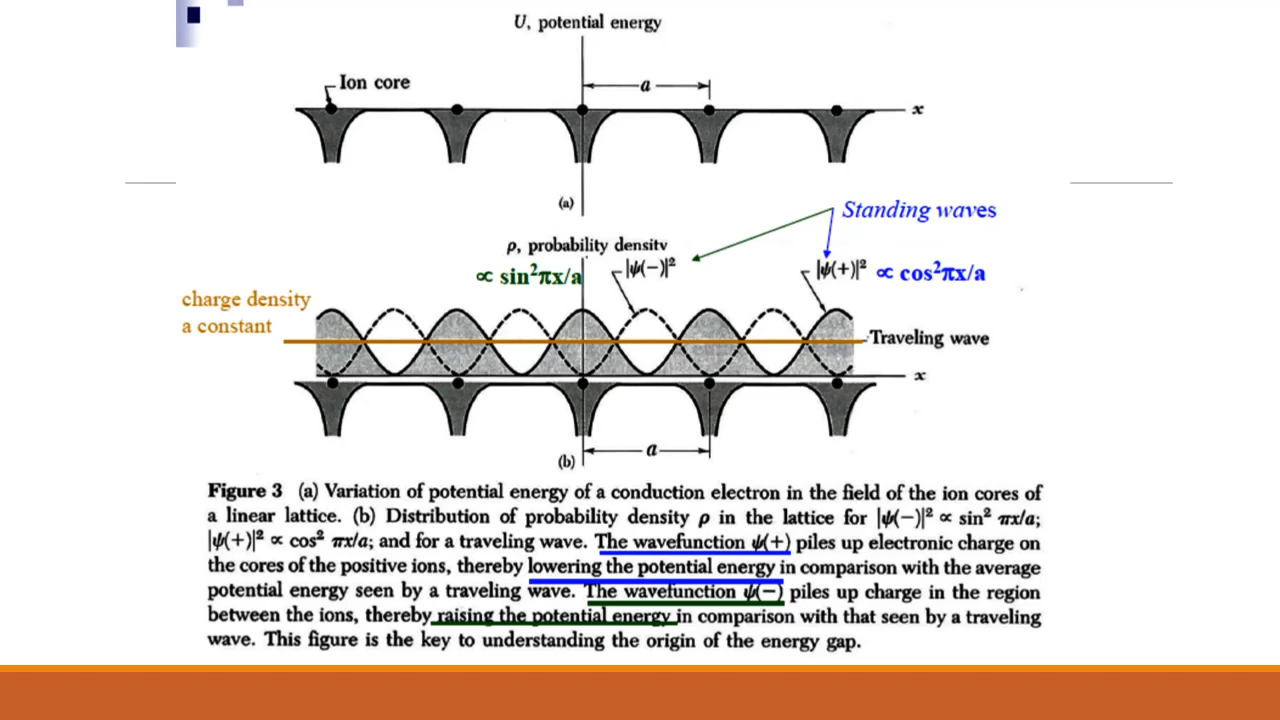 U, potential energy
Ion core
a
x
(a)
Standing waves
ρ, probability density
|ψ(−)|²
|ψ(+)|² ∝ cos²πx/a
∝ sin²πx/a
charge density
a constant
Traveling wave
x
a
(b)
Figure 3 (a) Variation of potential energy of a conduction electron in the field of the ion cores of
a linear lattice. (b) Distribution of probability density ρ in the lattice for |ψ(−)|² ∝ sin² πx/a;
|ψ(+)|² ∝ cos² πx/a; and for a traveling wave. The wavefunction ψ(+) piles up electronic charge on
the cores of the positive ions, thereby lowering the potential energy in comparison with the average
potential energy seen by a traveling wave. The wavefunction ψ(−) piles up charge in the region
between the ions, thereby raising the potential energy in comparison with that seen by a traveling
wave. This figure is the key to understanding the origin of the energy gap.